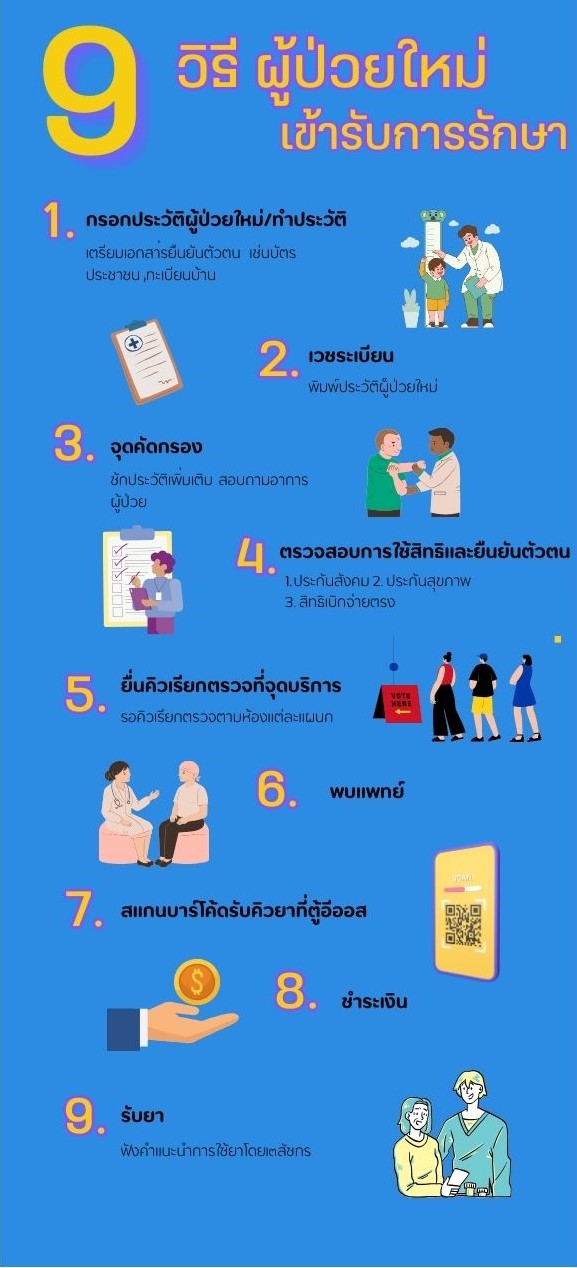 9
วิธี ผู้ป่วยใหม่
เข้ารับการรักษา
1. กรอกประวัติผู้ป่วยใหม่/ทำประวัติ
เตรียมเอกสารยืนยันตัวตน เช่นบัตร
ประชาชน ,ทะเบียนบ้าน
2. เวชระเบียน
พิมพ์ประวัติผู้ป่วยใหม่
3. จุดคัดกรอง
ซักประวัติเพิ่มเติม สอบถามอาการ
ผู้ป่วย
4. ตรวจสอบการใช้สิทธิและยืนยันตัวตน
1.ประกันสังคม 2. ประกันสุขภาพ
3. สิทธิเบิกจ่ายตรง
5. ยื่นคิวเรียกตรวจที่จุดบริการ
รอคิวเรียกตรวจตามห้องแต่ละแผนก
VOTE
HERE
6. พบแพทย์
7. สแกนบาร์โค้ดรับคิวยาที่ตู้อีออส
8. ชำระเงิน
9. รับยา
ฟังคำแนะนำการใช้ยาโดยเภสัชกร